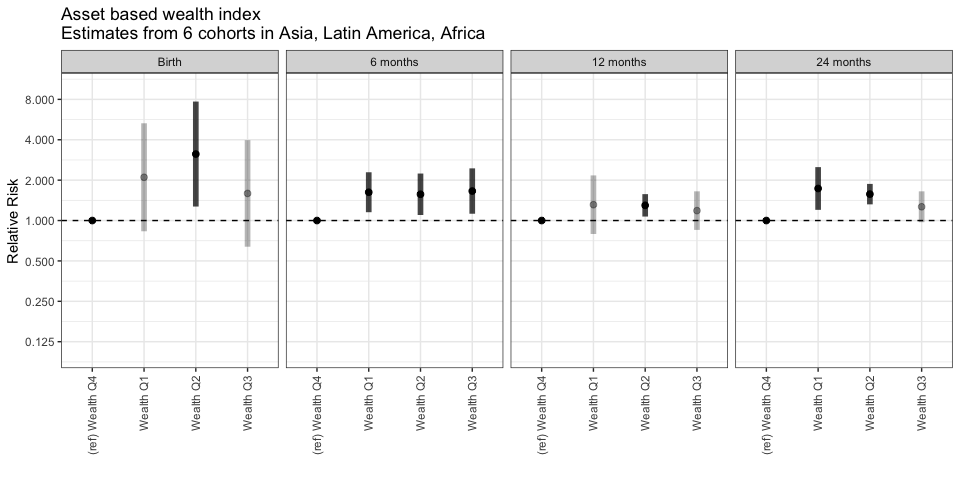 Asset based wealth index
Estimates from 6 cohorts in Asia, Latin America, Africa
Birth
6 months
12 months
24 months
Relative Risk
8.000
4.000
2.000
1.000
0.500
0.250
0.125
(ref) Wealth Q4
Wealth Q1
Wealth Q2
Wealth Q3
(ref) Wealth Q4
Wealth Q1
Wealth Q2
Wealth Q3
(ref) Wealth Q4
Wealth Q1
Wealth Q2
Wealth Q3
(ref) Wealth Q4
Wealth Q1
Wealth Q2
Wealth Q3